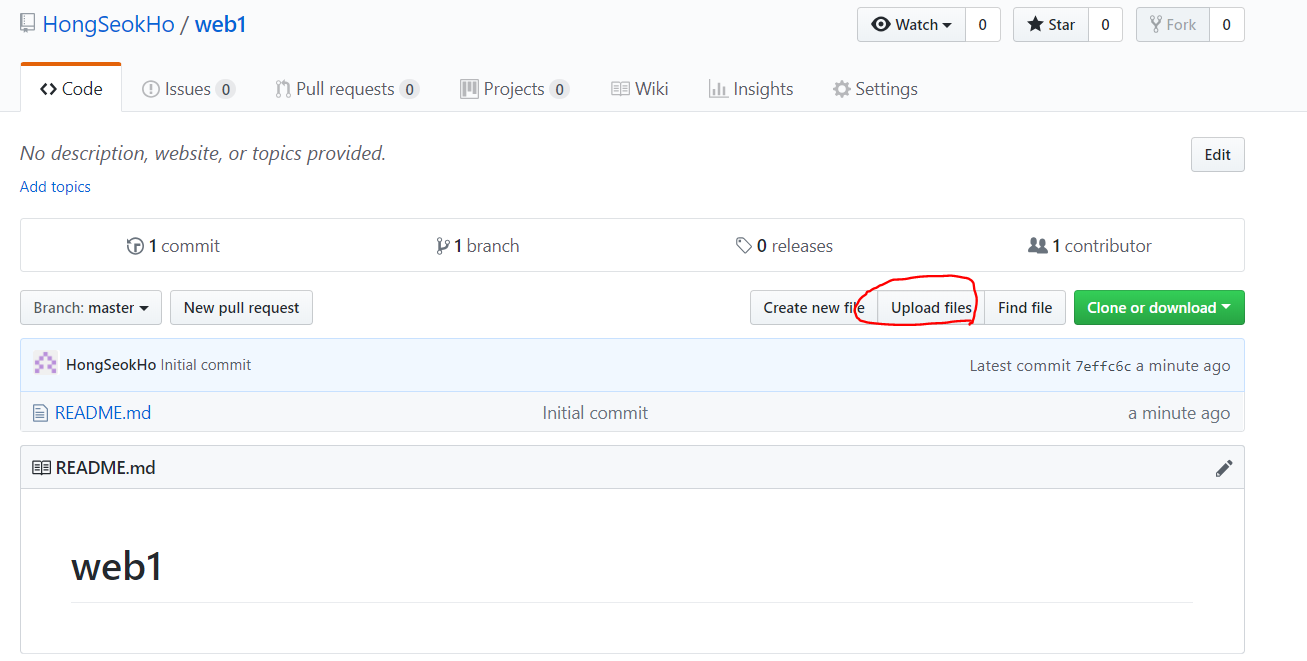 HongSeokHo / web1 Watch 0 Star 0 Fork 0
Code Issues 0 Pull requests 0 Projects 0 Wiki Insights Settings
No description, website, or topics provided. Edit
Add topics
1 commit 1 branch 0 releases 1 contributor
Branch: master New pull request Create new file Upload files Find file Clone or download
HongSeokHo Initial commit Latest commit 7effc6c a minute ago
README.md Initial commit a minute ago
README.md
web1